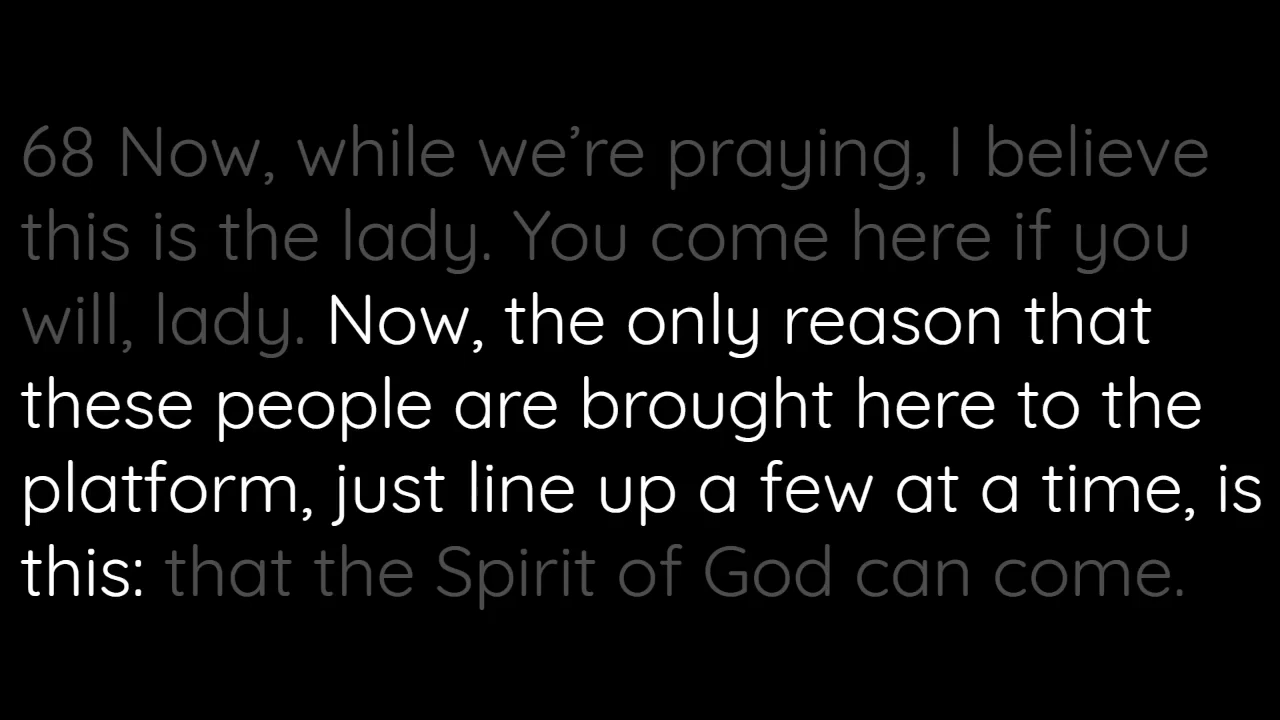 68 Now, while we’re praying, I believe
this is the lady. You come here if you
will, lady. Now, the only reason that
these people are brought here to the
platform, just line up a few at a time, is
this: that the Spirit of God can come.